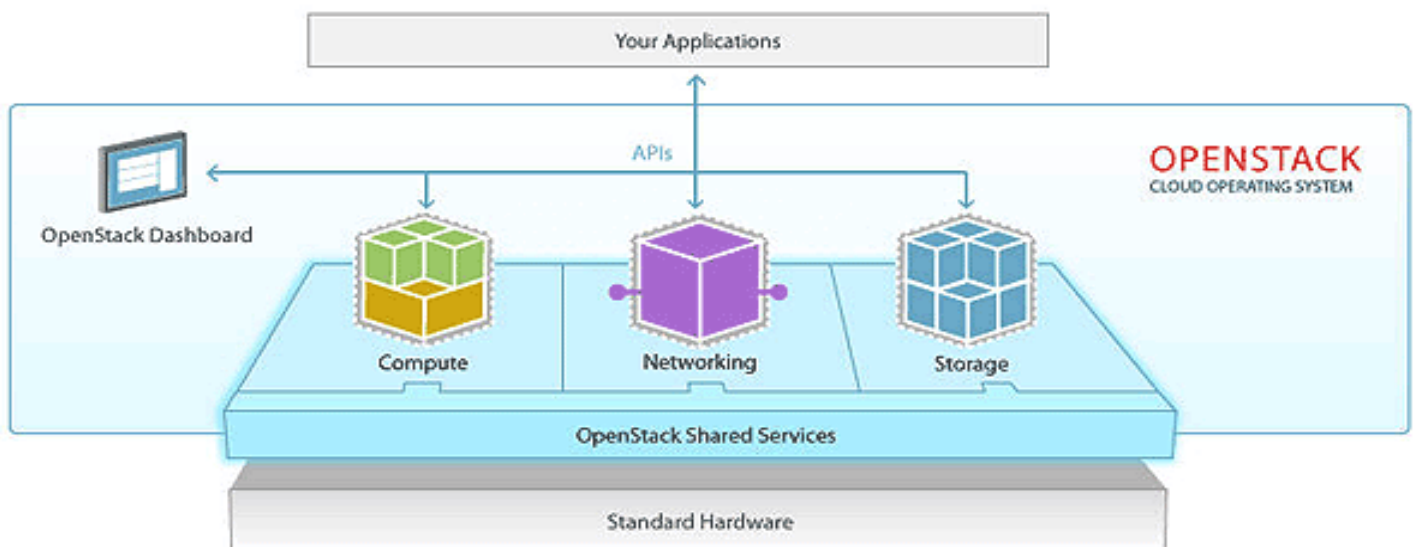 Your Applications
APIs
OPENSTACK
CLOUD OPERATING SYSTEM
OpenStack Dashboard
Compute
Networking
Storage
OpenStack Shared Services
Standard Hardware